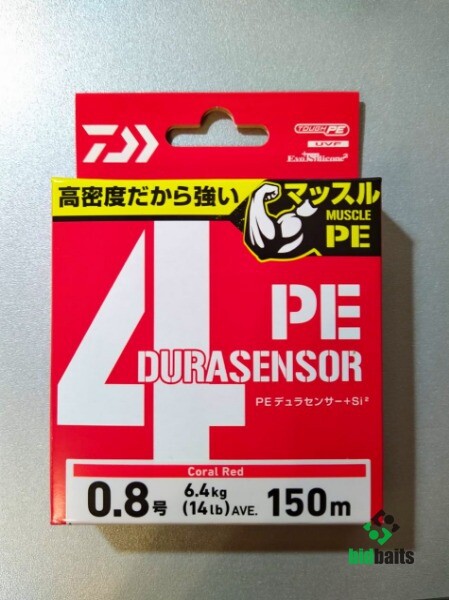 TOUGH PE
UVF
Evo Silicone²
高密度だから強い
マッスル
MUSCLE
PE
4
PE
DURASENSOR
PEデュラセンサー+Si²
Coral Red
0.8号
6.4kg
(14lb) AVE.
150m
bidbaits